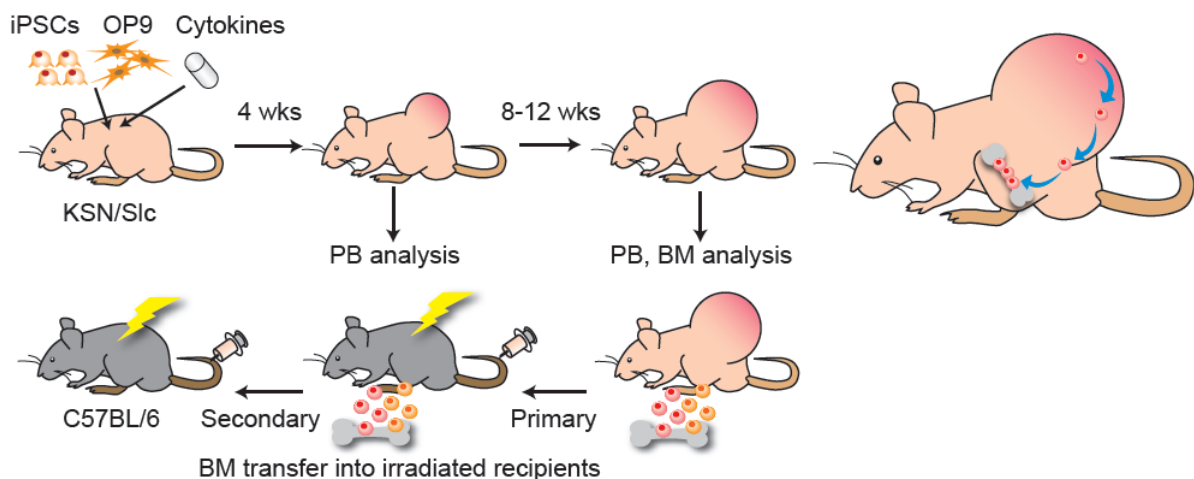 iPSCs OP9 Cytokines
4 wks
8-12 wks
KSN/Slc
PB analysis
PB, BM analysis
C57BL/6
Secondary
Primary
BM transfer into irradiated recipients